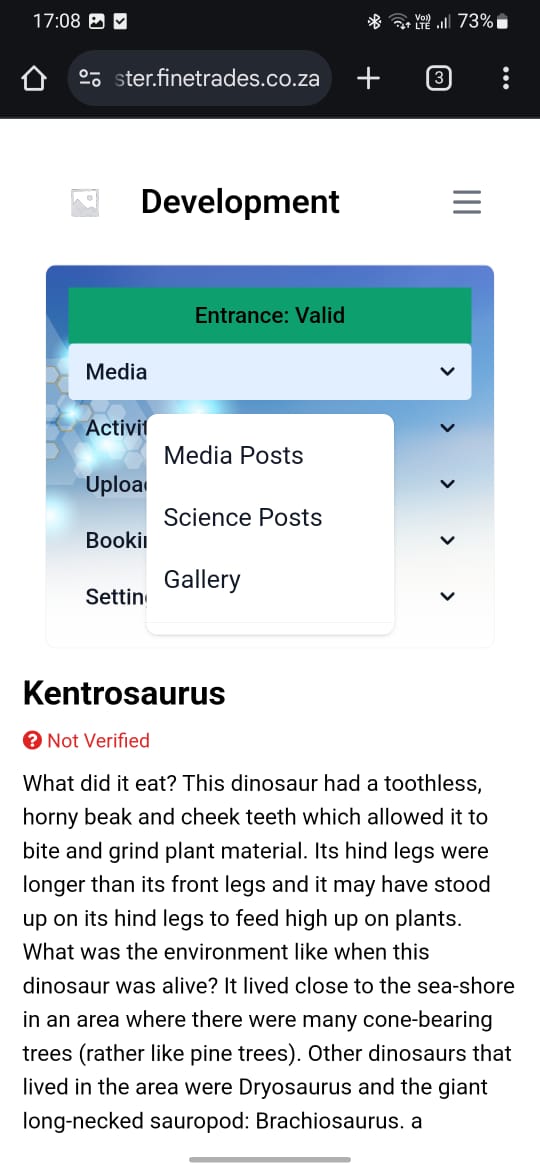 17:08
Vo))
LTE
73%
ster.finetrades.co.za
3
Development
Entrance: Valid
Media
Activit
Media Posts
Uploa
Science Posts
Bookin
Gallery
Settin
Kentrosaurus
Not Verified
What did it eat? This dinosaur had a toothless,
horny beak and cheek teeth which allowed it to
bite and grind plant material. Its hind legs were
longer than its front legs and it may have stood
up on its hind legs to feed high up on plants.
What was the environment like when this
dinosaur was alive? It lived close to the sea-shore
in an area where there were many cone-bearing
trees (rather like pine trees). Other dinosaurs that
lived in the area were Dryosaurus and the giant
long-necked sauropod: Brachiosaurus. a